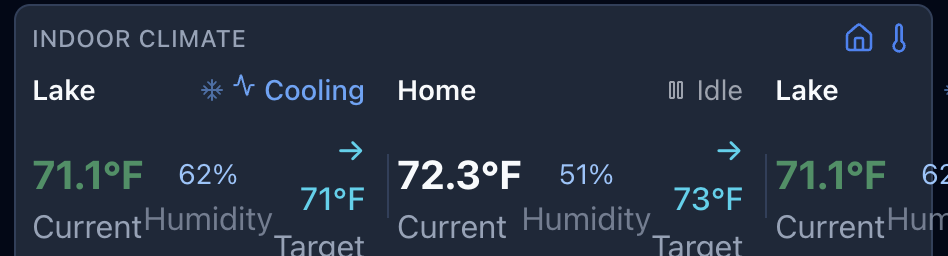 INDOOR CLIMATE
Lake Cooling Home Idle Lake
71.1°F 62% 71°F 72.3°F 51% 73°F 71.1°F 62
Current Humidity Target Current Humidity Target Current Hum